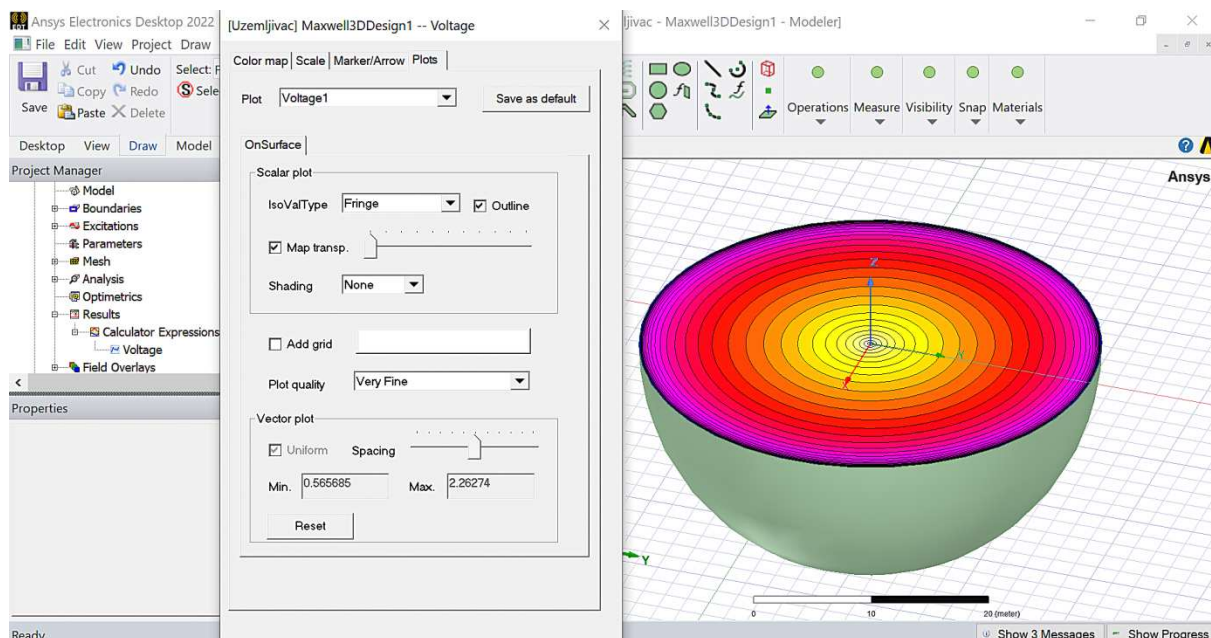 Ansys Electronics Desktop 2022
File Edit View Project Draw
Save
Cut Undo Select: F
Copy Redo Sele
Paste Delete
Desktop View Draw Model
Project Manager
Model
Boundaries
Excitations
Parameters
Mesh
Analysis
Optimetrics
Results
Calculator Expressions
Voltage
Field Overlays
Properties
Ready
[Uzemljivac] Maxwell3DDesign1 -- Voltage
Color map Scale Marker/Arrow Plots
Plot Voltage1 Save as default
OnSurface
Scalar plot
IsoValType Fringe Outline
Map transp.
Shading None
Add grid
Plot quality Very Fine
Vector plot
Uniform Spacing
Min. 0.565685 Max. 2.26274
Reset
ljivac - Maxwell3DDesign1 - Modeler]
Operations Measure Visibility Snap Materials
Ansys
Z
Y
X
Y
0 10 20 (meter)
Show 3 Messages Show Progress